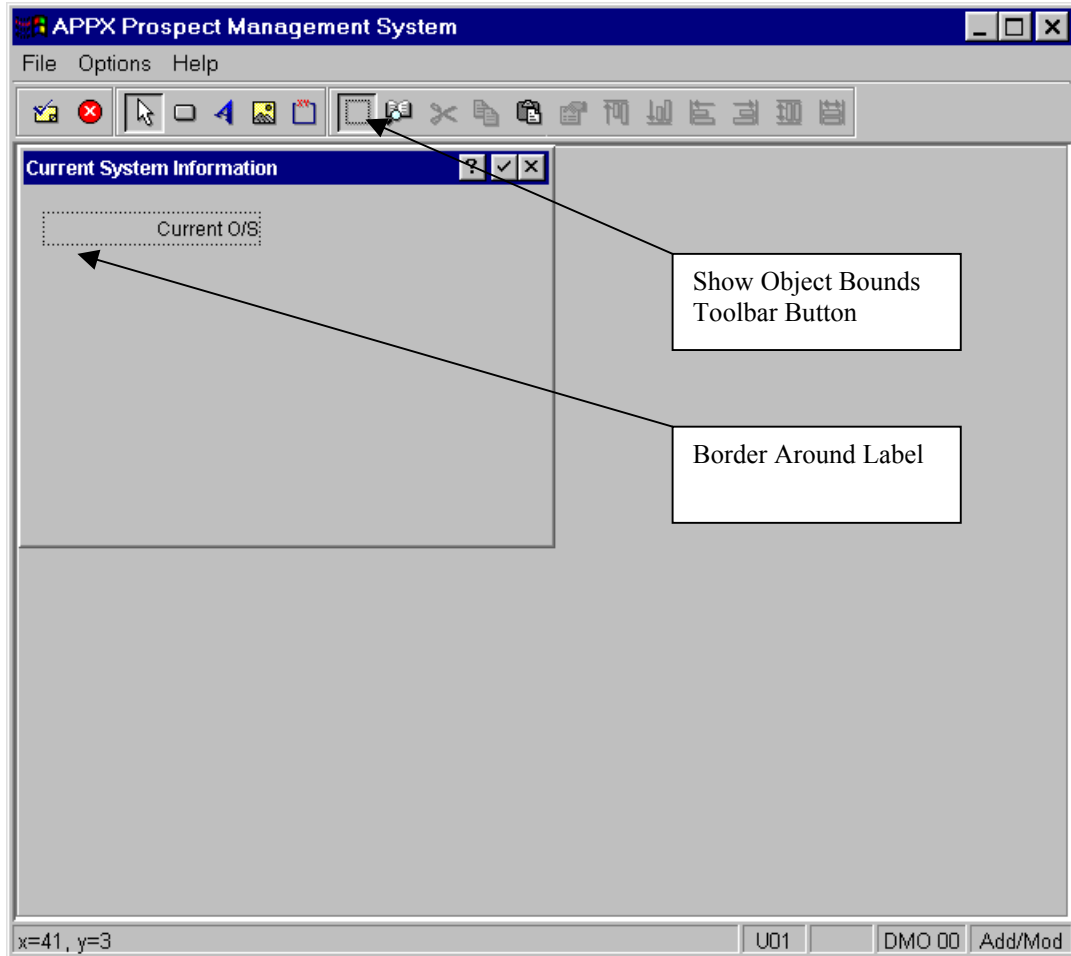 APPX Prospect Management System
File Options Help
XY
Current System Information
?
Current O/S
Show Object Bounds
Toolbar Button
Border Around Label
x=41, y=3
U01
DMO 00
Add/Mod